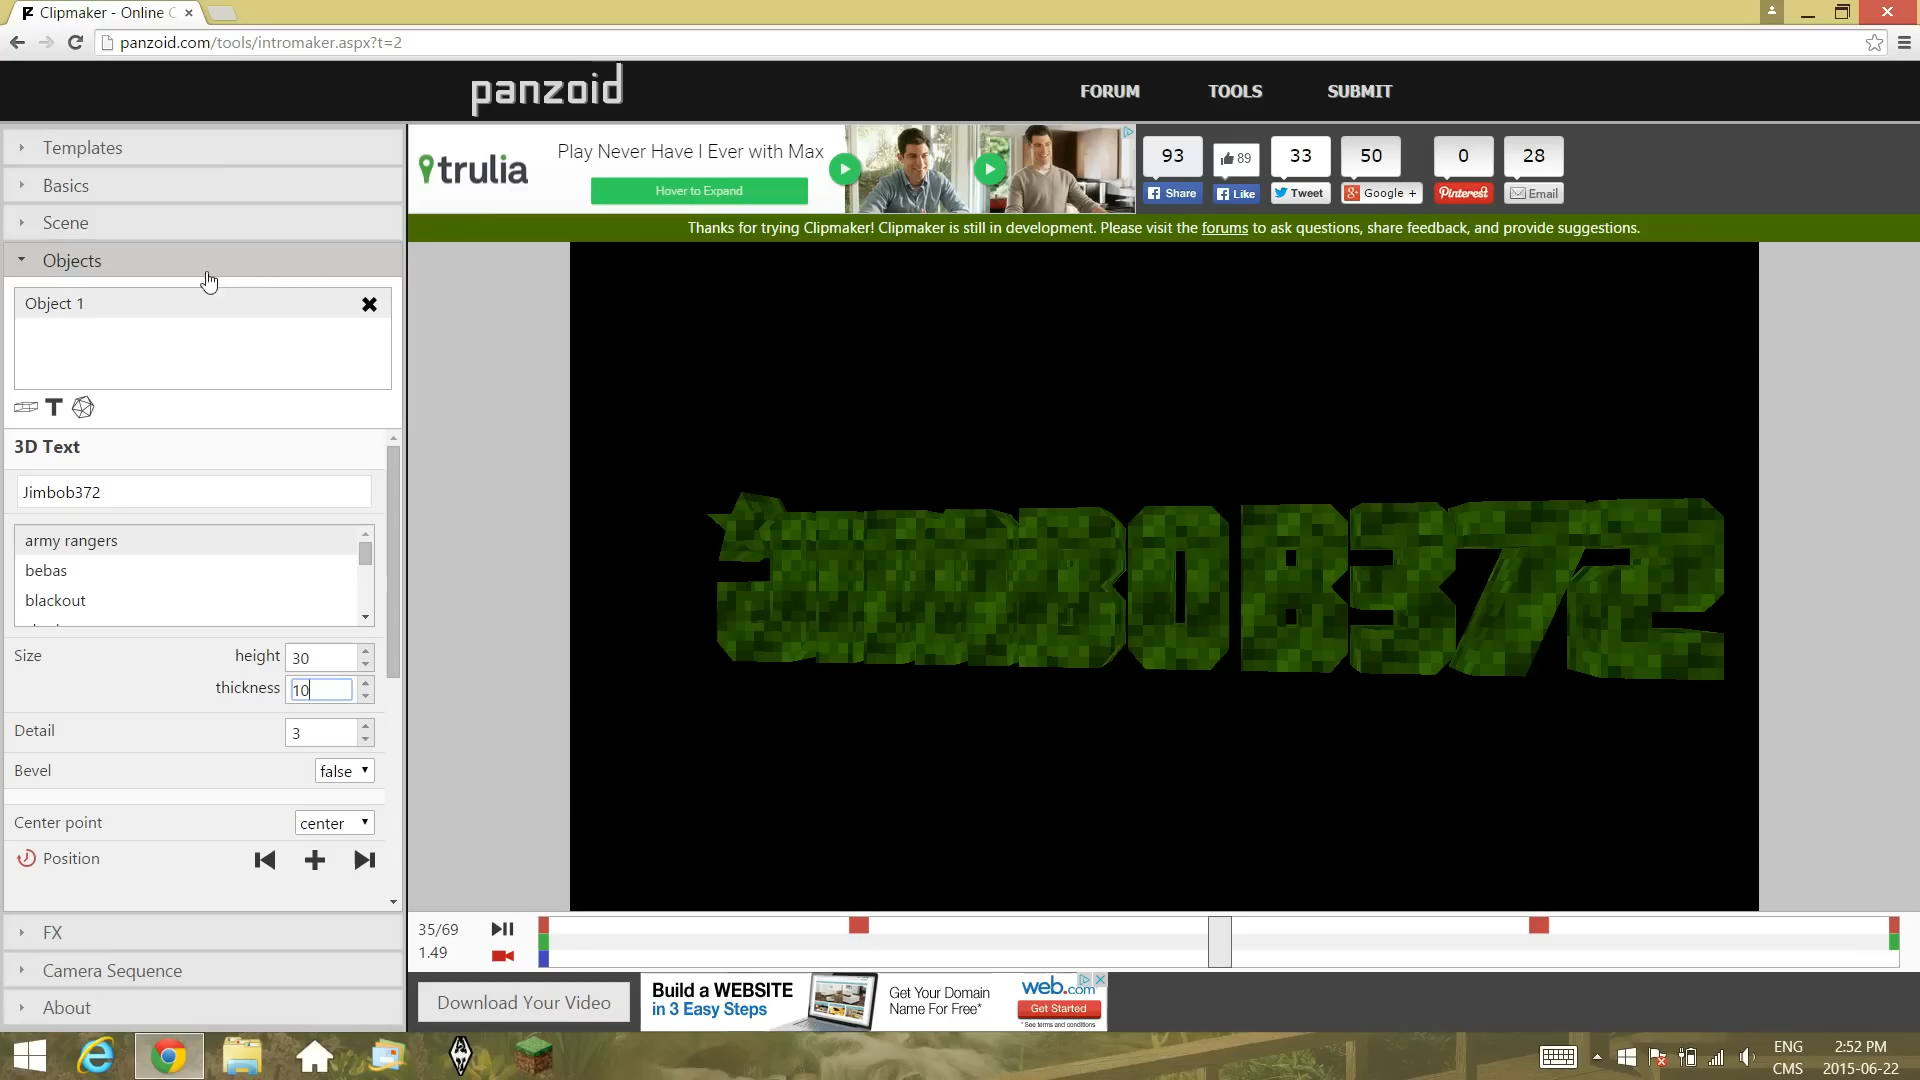 Clipmaker - Online C
panzoid.com/tools/intromaker.aspx?t=2
panzoid
FORUM
TOOLS
SUBMIT
Templates
Basics
Scene
Objects
Object 1
T
3D Text
Jimbob372
army rangers
bebas
blackout
Size
height
30
thickness
10
Detail
3
Bevel
false
Center point
center
Position
FX
Camera Sequence
About
trulia
Play Never Have I Ever with Max
Hover to Expand
93
Share
89
Like
33
Tweet
50
Google +
0
Pinterest
28
Email
Thanks for trying Clipmaker! Clipmaker is still in development. Please visit the forums to ask questions, share feedback, and provide suggestions.
JIMBOB372
35/69
1.49
Download Your Video
Build a WEBSITE
in 3 Easy Steps
Get Your Domain
Name For Free*
web.com
Get Started
* See terms and conditions
ENG
CMS
2:52 PM
2015-06-22